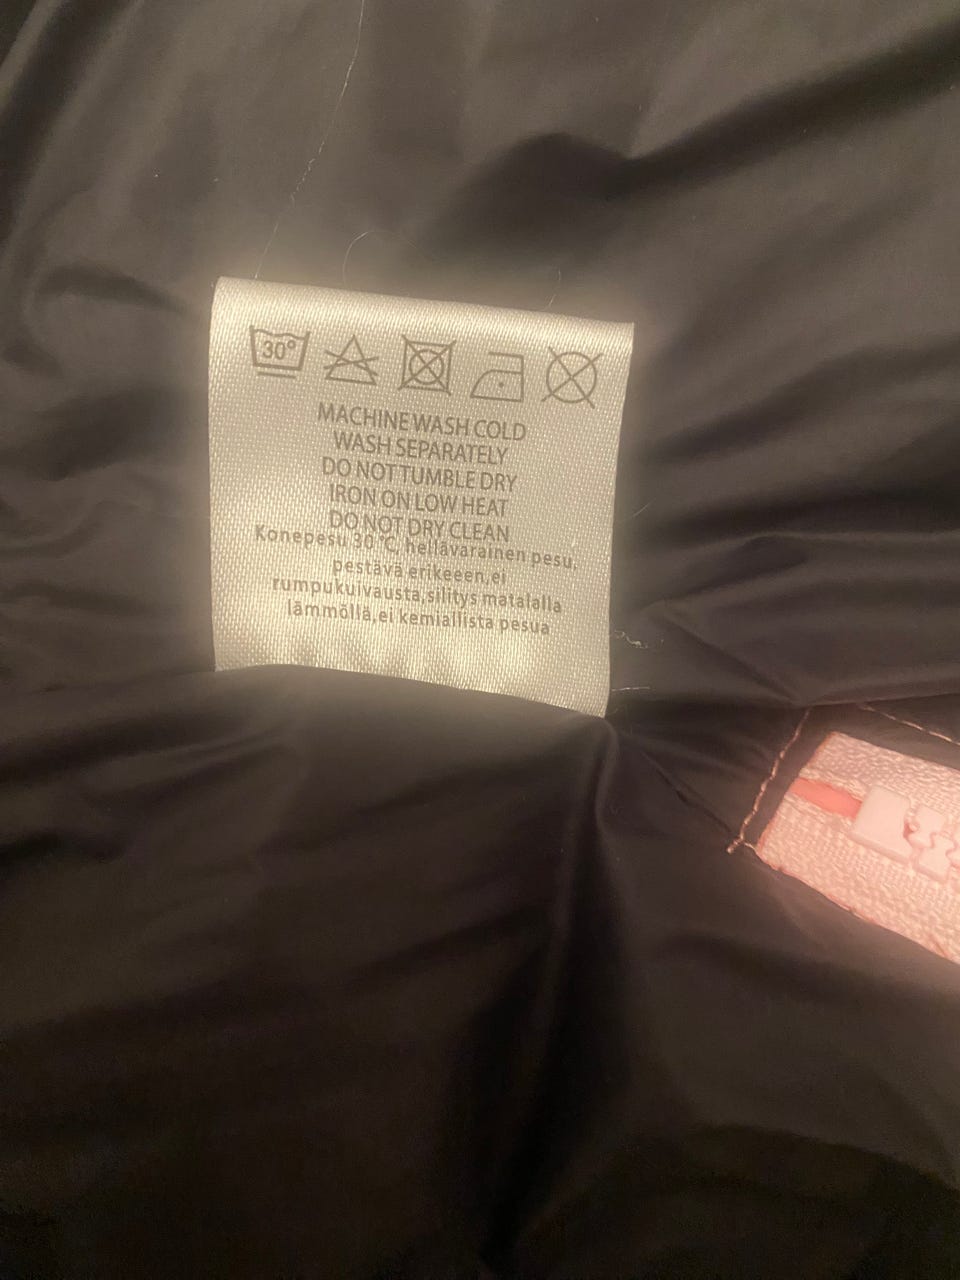 30°
MACHINE WASH COLD
WASH SEPARATELY
DO NOT TUMBLE DRY
IRON ON LOW HEAT
DO NOT DRY CLEAN
Konepesu 30 °C, hellävarainen pesu,
pestävä erikeeen,ei
rumpukuivausta,silitys matalalla
lämmöllä,ei kemiallista pesua